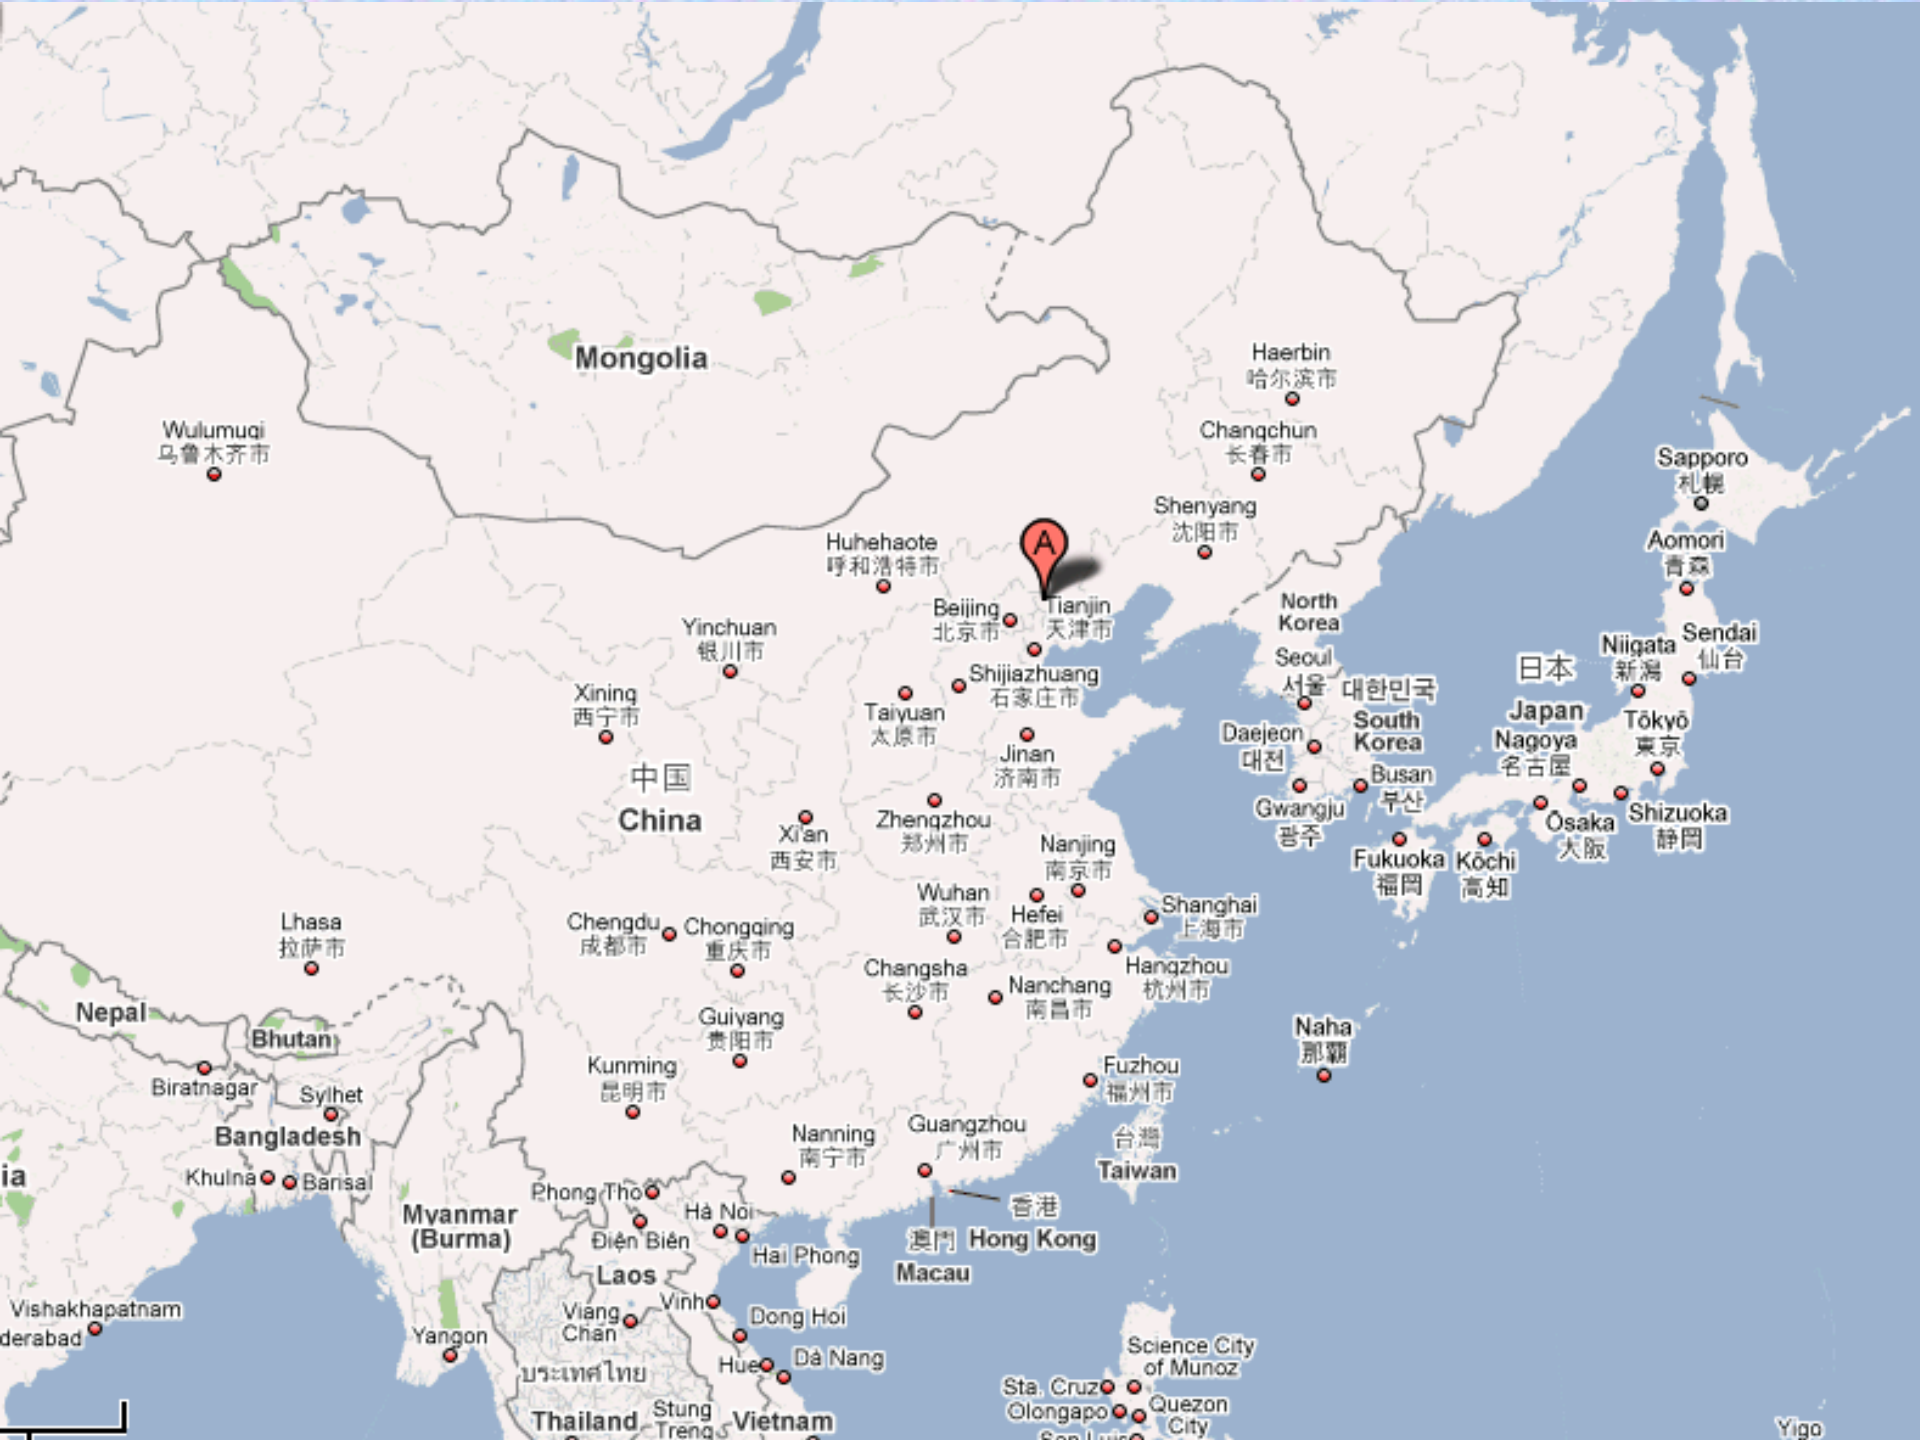 Mongolia
Haerbin
哈尔滨市
Wulumuqi
乌鲁木齐市
Changchun
长春市
Sapporo
札幌
Shenyang
沈阳市
A
Huhehaote
呼和浩特市
Aomori
青森
Beijing
北京市
Tianjin
天津市
North
Korea
Yinchuan
银川市
Niigata
新潟
Sendai
仙台
Seoul
서울
Shijiazhuang
石家庄市
日本
Japan
대한민국
South
Korea
Xining
西宁市
Taiyuan
太原市
Tōkyō
東京
Daejeon
대전
Nagoya
名古屋
Jinan
济南市
中国
China
Busan
부산
Gwangju
광주
Shizuoka
静岡
Xi'an
西安市
Zhengzhou
郑州市
Ōsaka
大阪
Nanjing
南京市
Fukuoka
福岡
Kōchi
高知
Wuhan
武汉市
Hefei
合肥市
Shanghai
上海市
Lhasa
拉萨市
Chengdu
成都市
Chongqing
重庆市
Changsha
长沙市
Nanchang
南昌市
Hangzhou
杭州市
Nepal
Bhutan
Guiyang
贵阳市
Naha
那覇
Kunming
昆明市
Fuzhou
福州市
Biratnagar
Sylhet
Bangladesh
Guangzhou
广州市
Nanning
南宁市
台灣
Taiwan
ia
Khulna
Barisal
Phong Tho
Hà Nội
香港
Hong Kong
澳門
Macau
Myanmar
(Burma)
Điện Biên
Hai Phong
Laos
Vishakhapatnam
derabad
Viang
Chan
Vinh
Dong Hoi
Yangon
Hue
Dà Nang
ประเทศไทย
Thailand
Stung
Treng
Vietnam
Science City
of Munoz
Sta. Cruz
Olongapo
Quezon
City
San Luis
Yigo